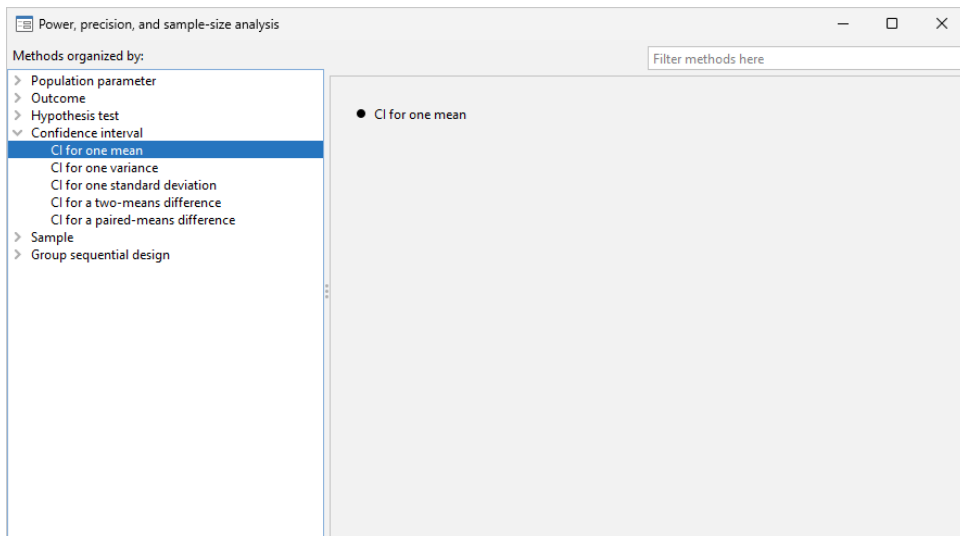 Power, precision, and sample-size analysis
Methods organized by:
Filter methods here
Population parameter
Outcome
Hypothesis test
Confidence interval
CI for one mean
CI for one variance
CI for one standard deviation
CI for a two-means difference
CI for a paired-means difference
Sample
Group sequential design
CI for one mean